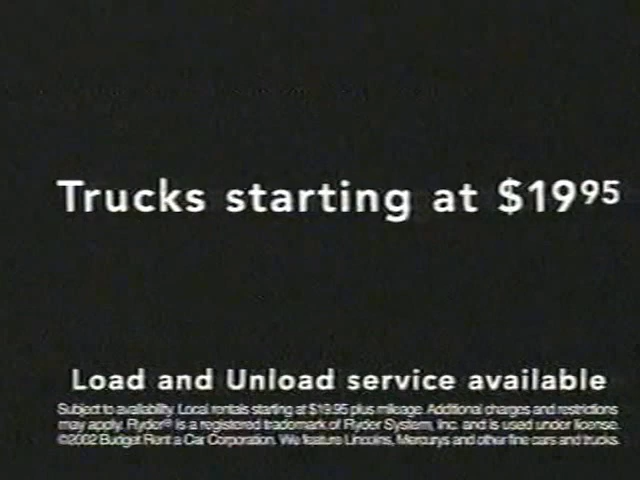 Trucks starting at $1995
Load and Unload service available
Subject to availability. Local rentals starting at $19.95 plus mileage. Additional charges and restrictions
may apply. Ryder® is a registered trademark of Ryder System, Inc. and is used under license.
©2002 Budget Rent a Car Corporation. We feature Lincolns, Mercurys and other fine cars and trucks.